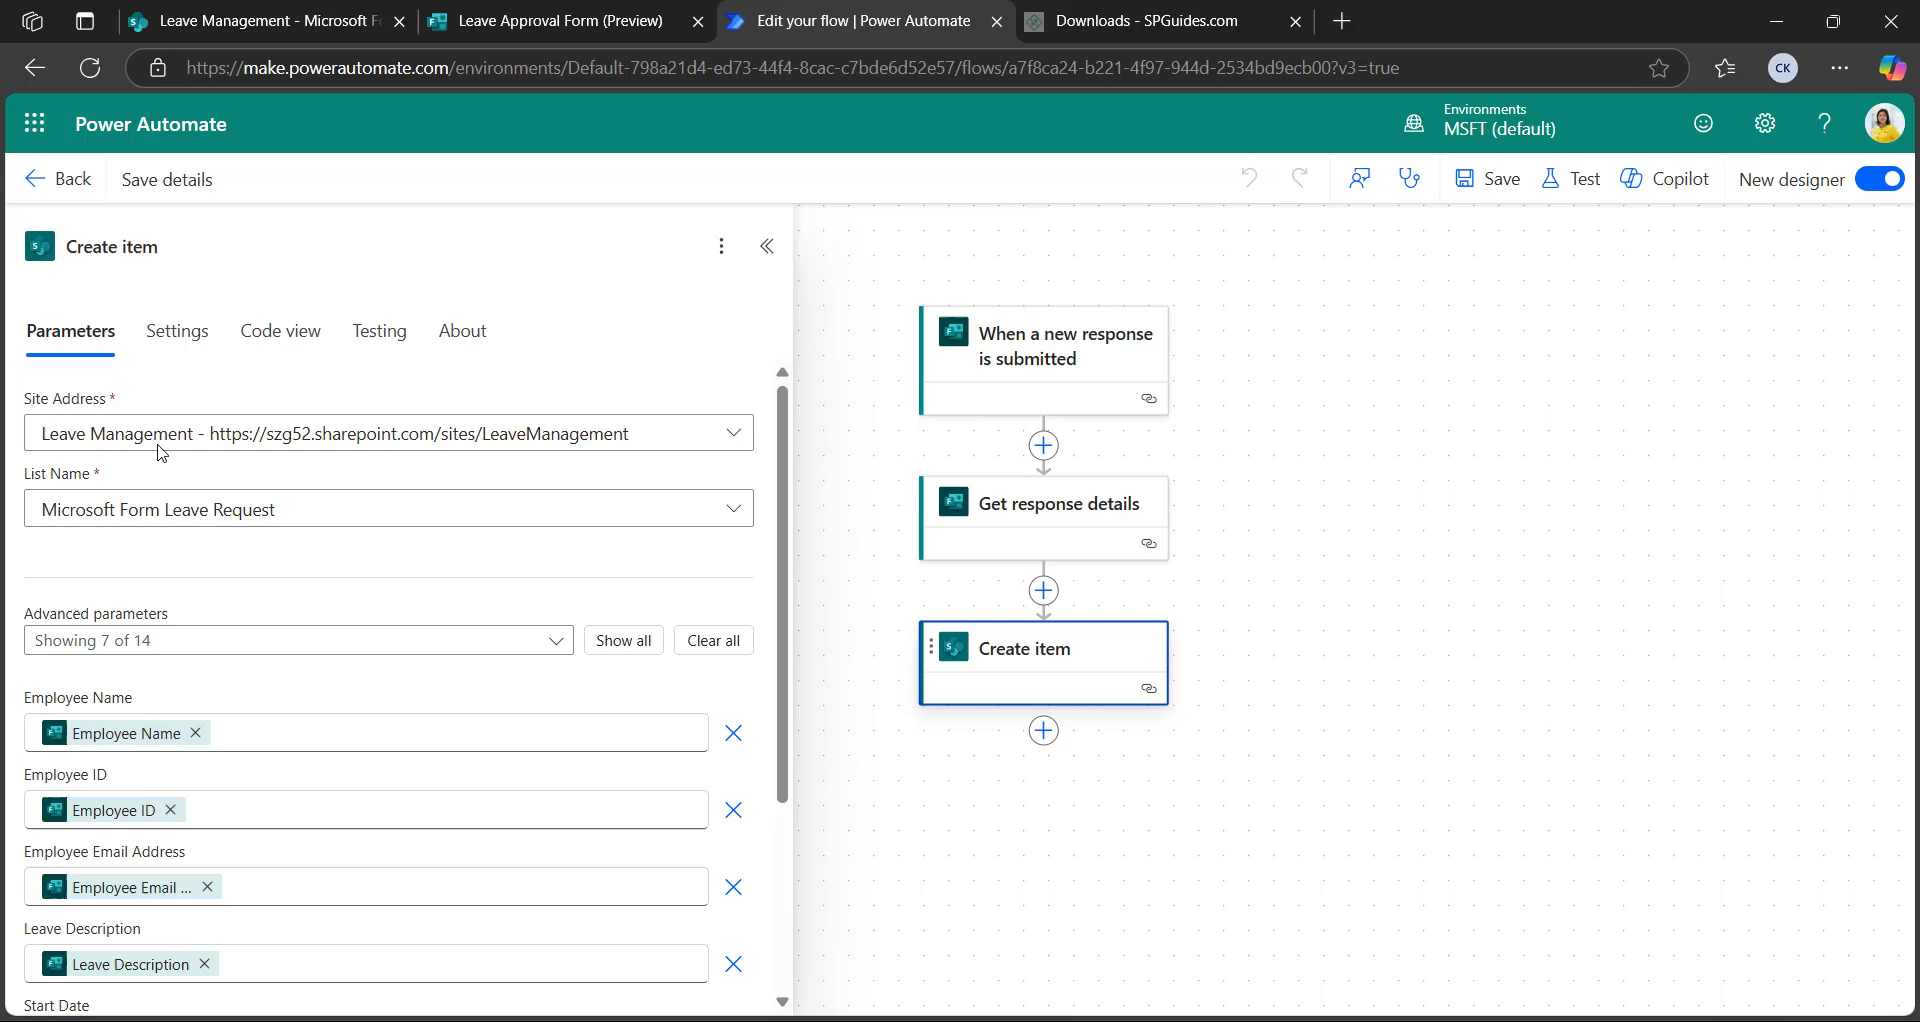 Leave Management - Microsoft F
Leave Approval Form (Preview)
Edit your flow | Power Automate
Downloads - SPGuides.com
https://make.powerautomate.com/environments/Default-798a21d4-ed73-44f4-8cac-c7bde6d52e57/flows/a7f8ca24-b221-4f97-944d-2534bd9ecb00?v3=true
CK
Power Automate
Environments
MSFT (default)
Back
Save details
Save
Test
Copilot
New designer
Create item
Parameters
Settings
Code view
Testing
About
Site Address *
Leave Management - https://szg52.sharepoint.com/sites/LeaveManagement
List Name *
Microsoft Form Leave Request
Advanced parameters
Showing 7 of 14
Show all
Clear all
Employee Name
Employee Name
Employee ID
Employee ID
Employee Email Address
Employee Email ...
Leave Description
Leave Description
Start Date
When a new response
is submitted
Get response details
Create item